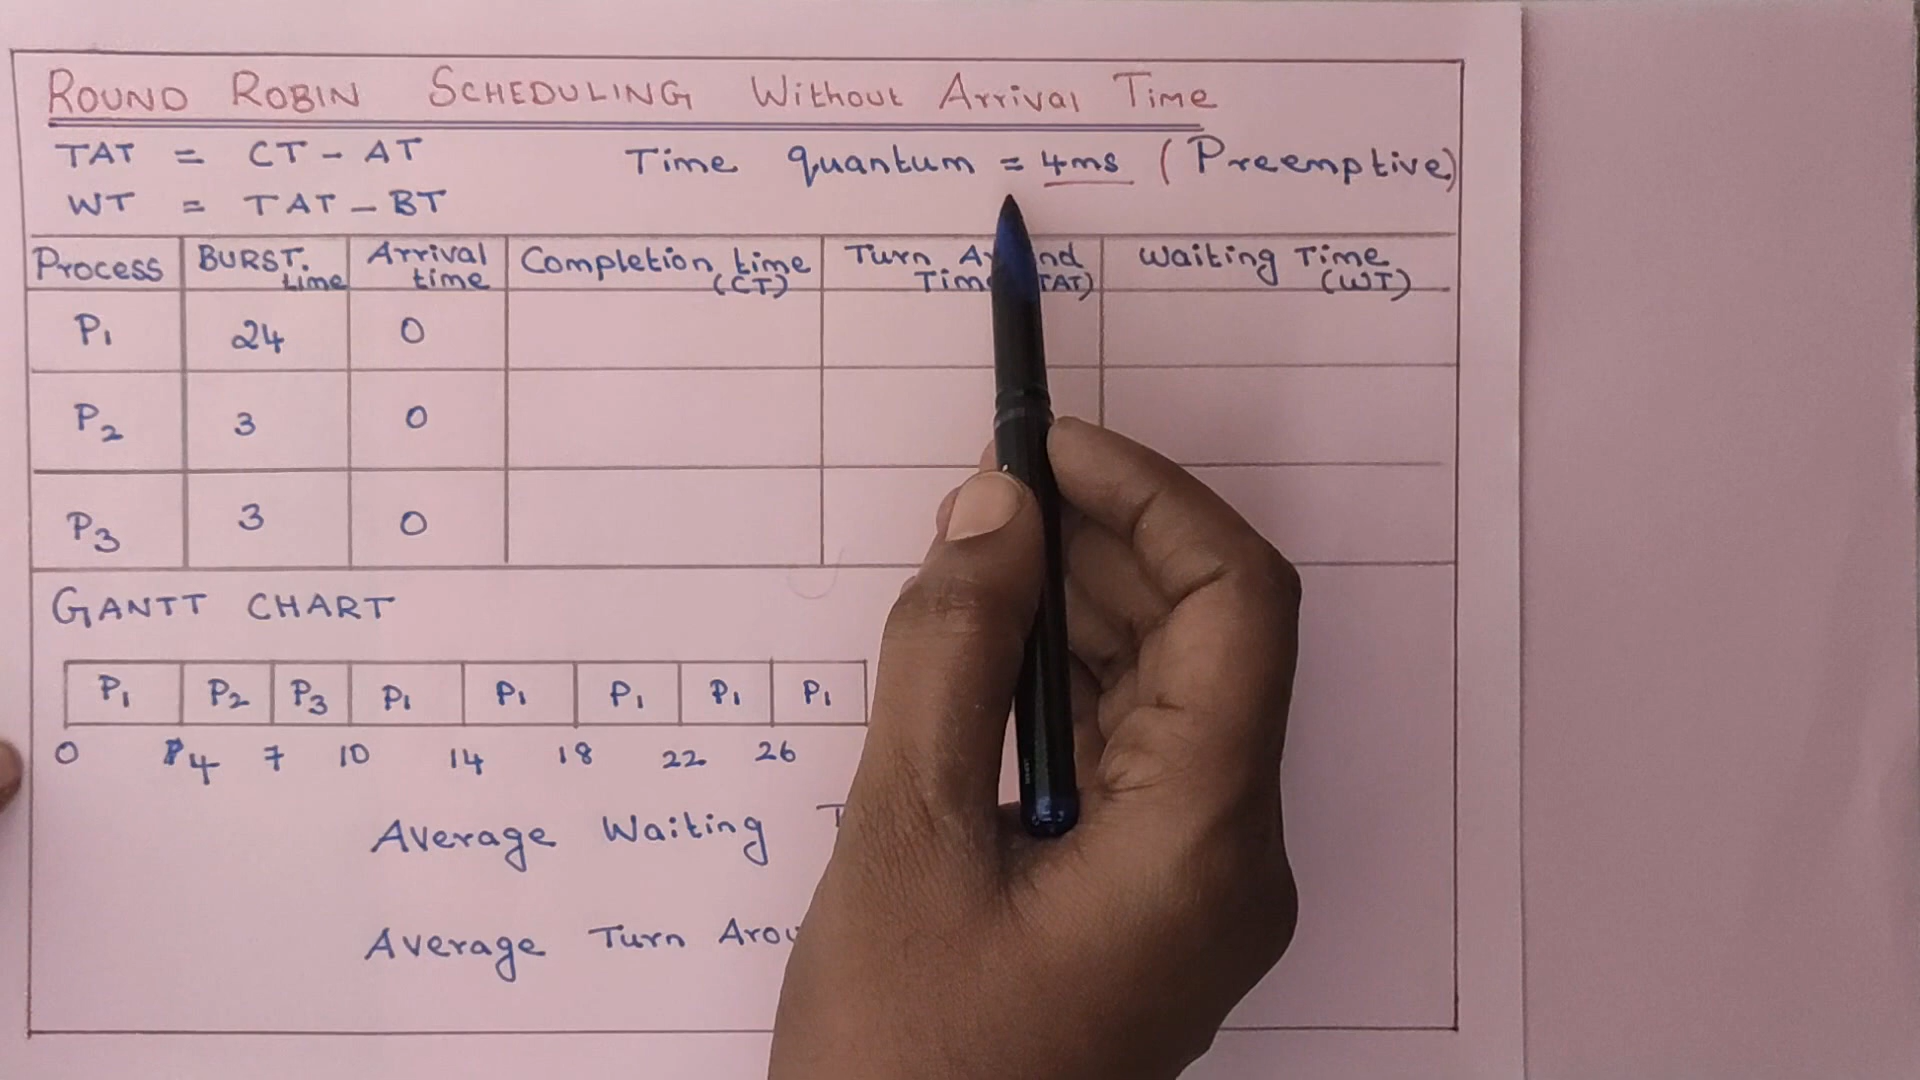 ROUND ROBIN SCHEDULING Without Arrival Time
TAT = CT - AT
Time quantum = 4ms (Preemptive)
WT = TAT - BT
Process BURST time Arrival time Completion time (CT) Turn Time TAT) Waiting Time (WT)
P1 24 0
P2 3 0
P3 3 0
GANTT CHART
P1 P2 P3 P1 P1 P1 P1 P1
0 4 7 10 14 18 22 26
Average Waiting
Average Turn